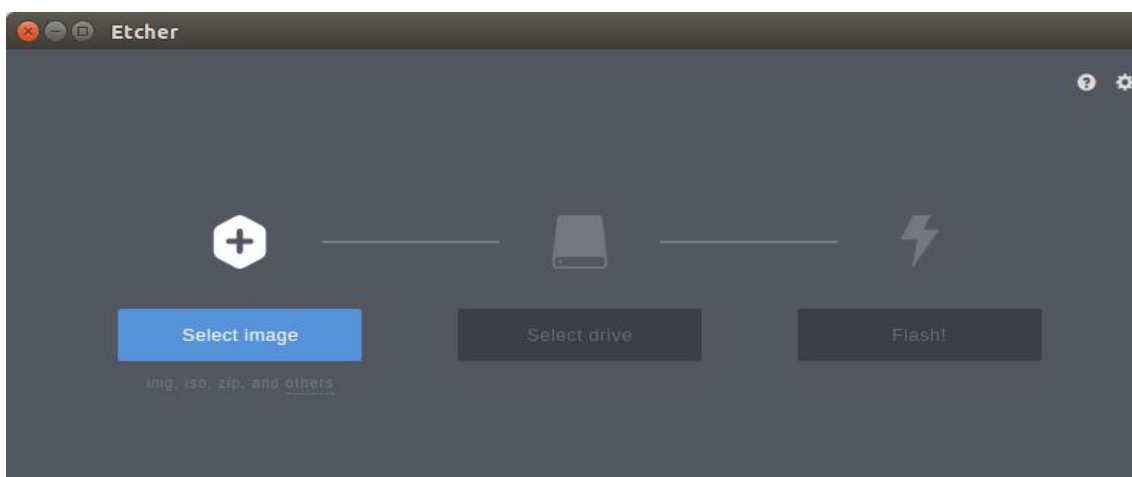 Etcher
Select image
Select drive
Flash!
img, iso, zip, and others